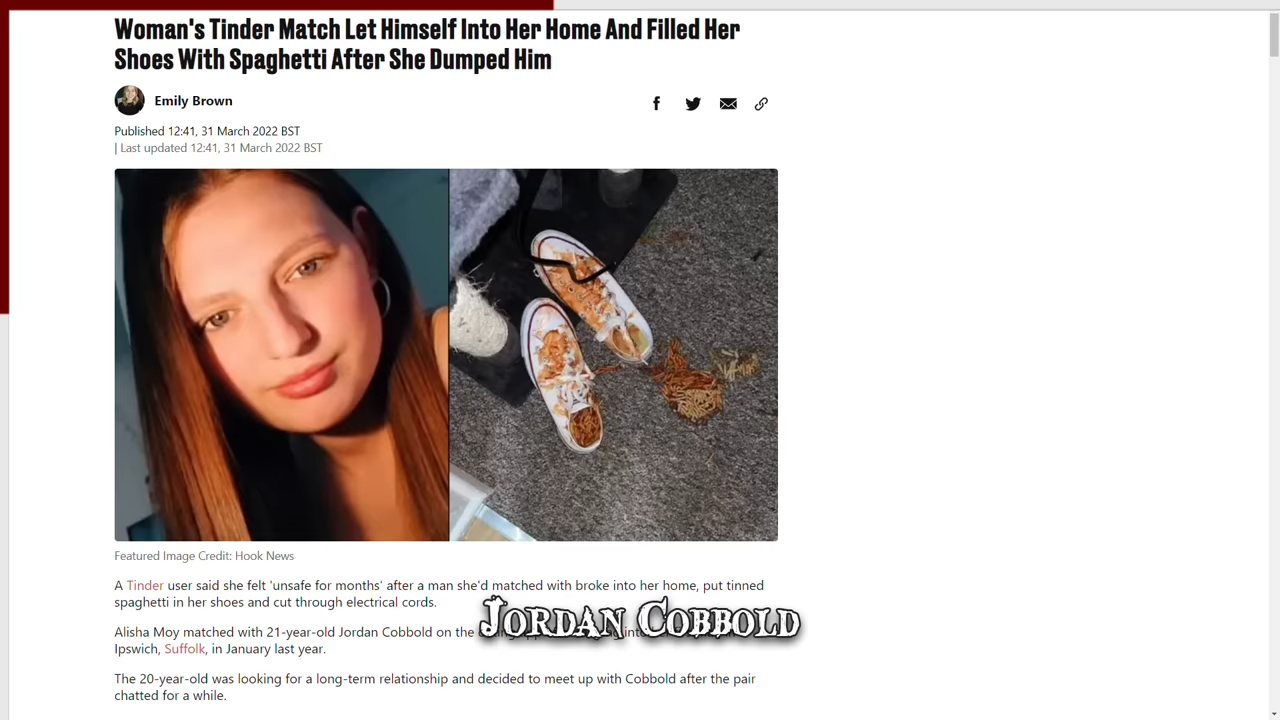 Woman's Tinder Match Let Himself Into Her Home And Filled Her
Shoes With Spaghetti After She Dumped Him
Emily Brown
Published 12:41, 31 March 2022 BST
| Last updated 12:41, 31 March 2022 BST
Featured Image Credit: Hook News
A Tinder user said she felt 'unsafe for months' after a man she'd matched with broke into her home, put tinned
spaghetti in her shoes and cut through electrical cords.
Alisha Moy matched with 21-year-old Jordan Cobbold on the
Jordan Cobbold
Ipswich, Suffolk, in January last year.
The 20-year-old was looking for a long-term relationship and decided to meet up with Cobbold after the pair
chatted for a while.